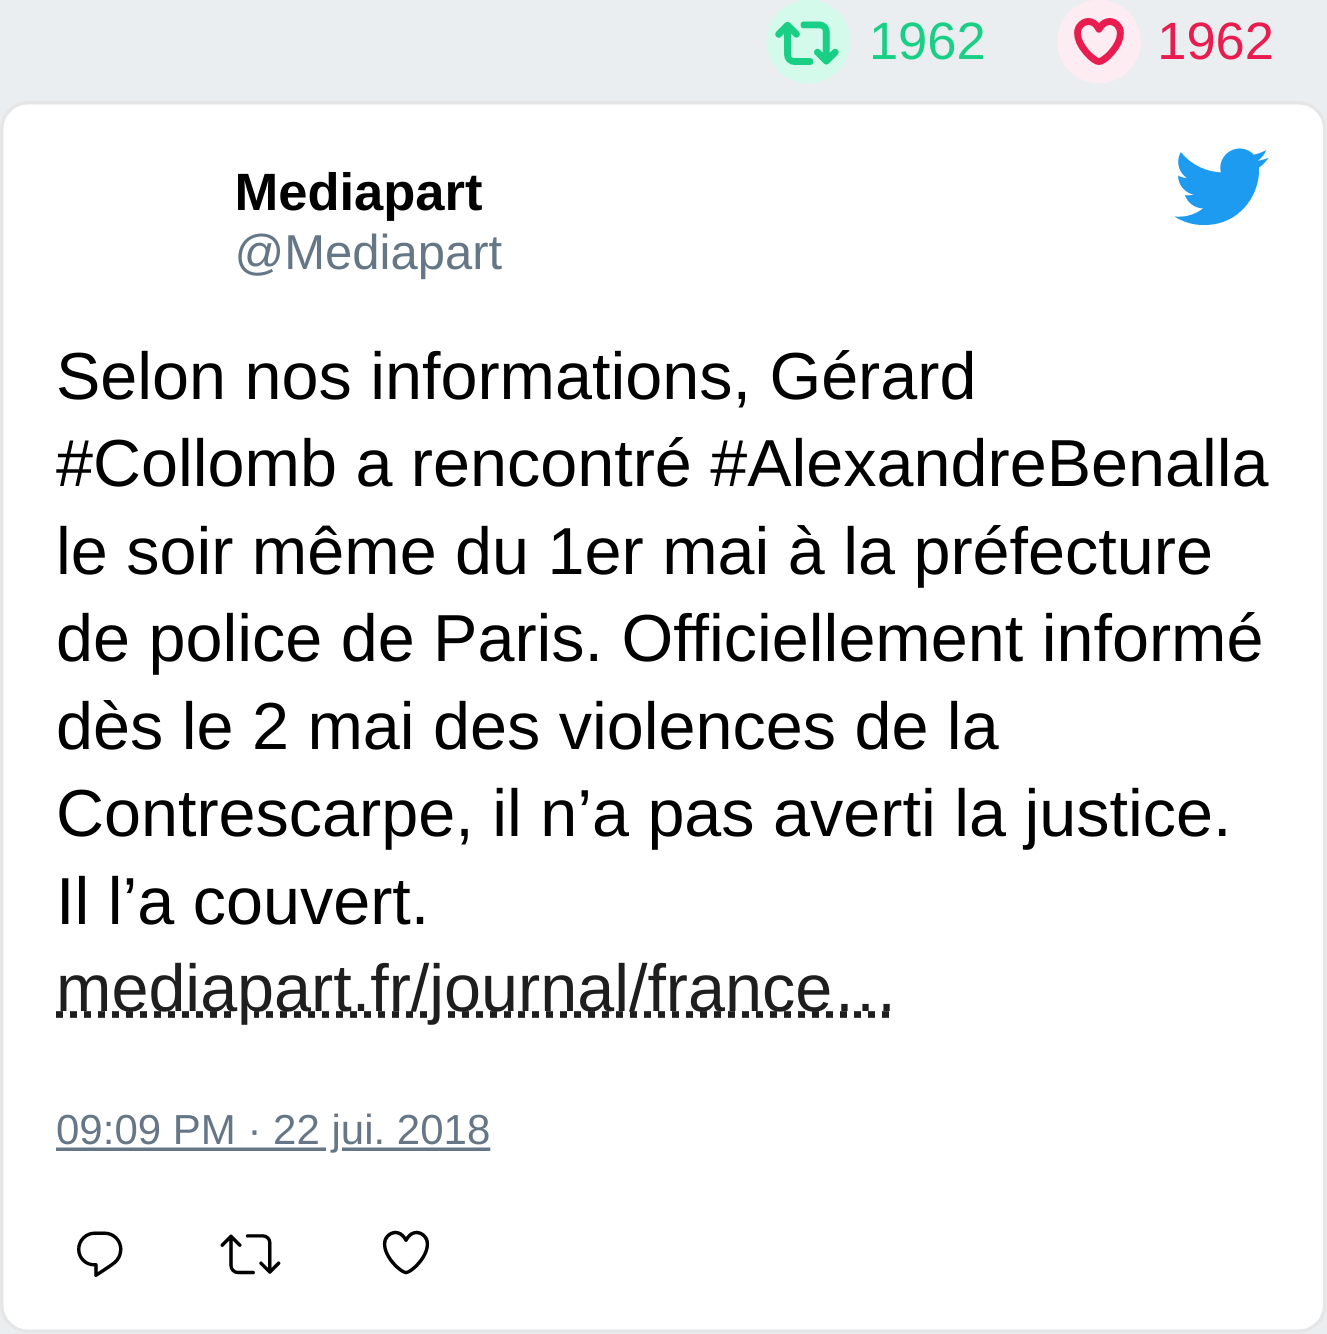 1962 1962
Mediapart
@Mediapart
Selon nos informations, Gérard
#Collomb a rencontré #AlexandreBenalla
le soir même du 1er mai à la préfecture
de police de Paris. Officiellement informé
dès le 2 mai des violences de la
Contrescarpe, il n’a pas averti la justice.
Il l’a couvert.
mediapart.fr/journal/france…
09:09 PM · 22 jui. 2018